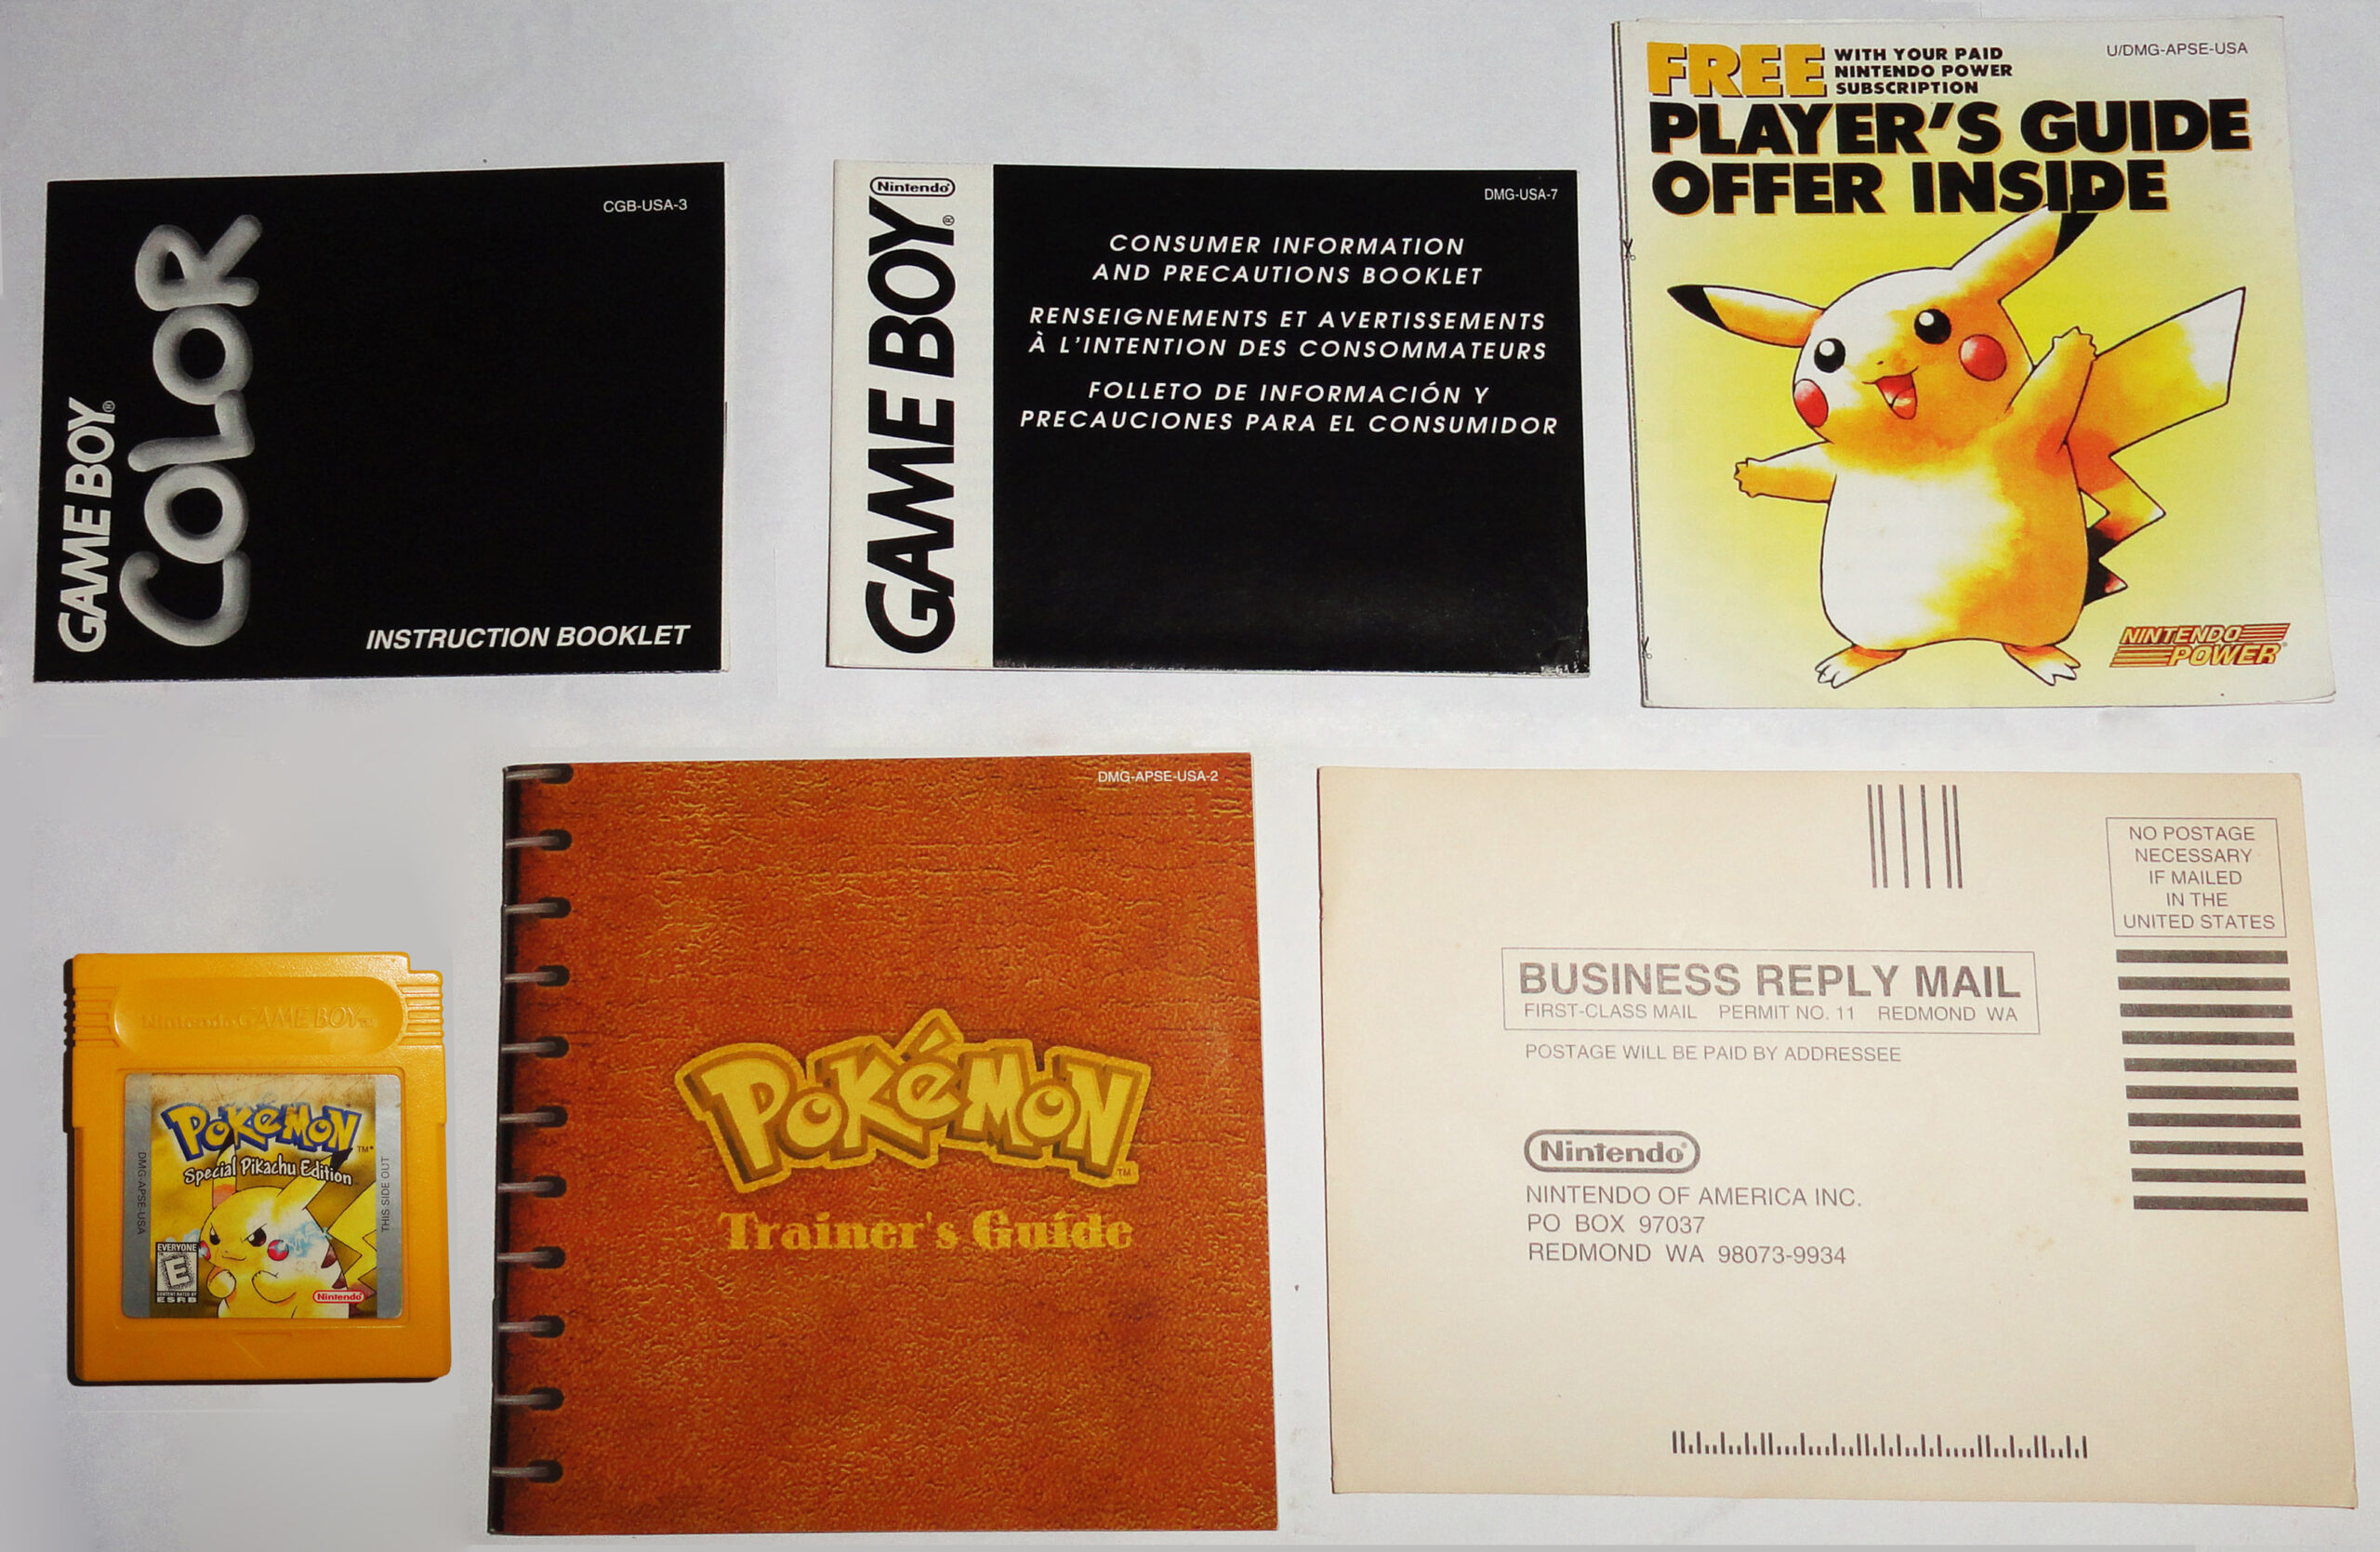 CGB-USA-3
GAME BOY®
COLOR
INSTRUCTION BOOKLET
Nintendo®
GAME BOY®
DMG-USA-7
CONSUMER INFORMATION
AND PRECAUTIONS BOOKLET
RENSEIGNEMENTS ET AVERTISSEMENTS
À L'INTENTION DES CONSOMMATEURS
FOLLETO DE INFORMACIÓN Y
PRECAUCIONES PARA EL CONSUMIDOR
FREE WITH YOUR PAID
NINTENDO POWER
SUBSCRIPTION
U/DMG-APSE-USA
PLAYER'S GUIDE
OFFER INSIDE
NINTENDO
POWER®
Nintendo GAME BOY®
POKéMON™
Special Pikachu Edition
DMG-APSE-USA
THIS SIDE OUT
EVERYONE
E
CONTENT RATED BY
ESRB
Nintendo®
DMG-APSE-USA-2
POKéMON™
Trainer's Guide
NO POSTAGE
NECESSARY
IF MAILED
IN THE
UNITED STATES
BUSINESS REPLY MAIL
FIRST-CLASS MAIL PERMIT NO. 11 REDMOND WA
POSTAGE WILL BE PAID BY ADDRESSEE
Nintendo®
NINTENDO OF AMERICA INC.
PO BOX 97037
REDMOND WA 98073-9934